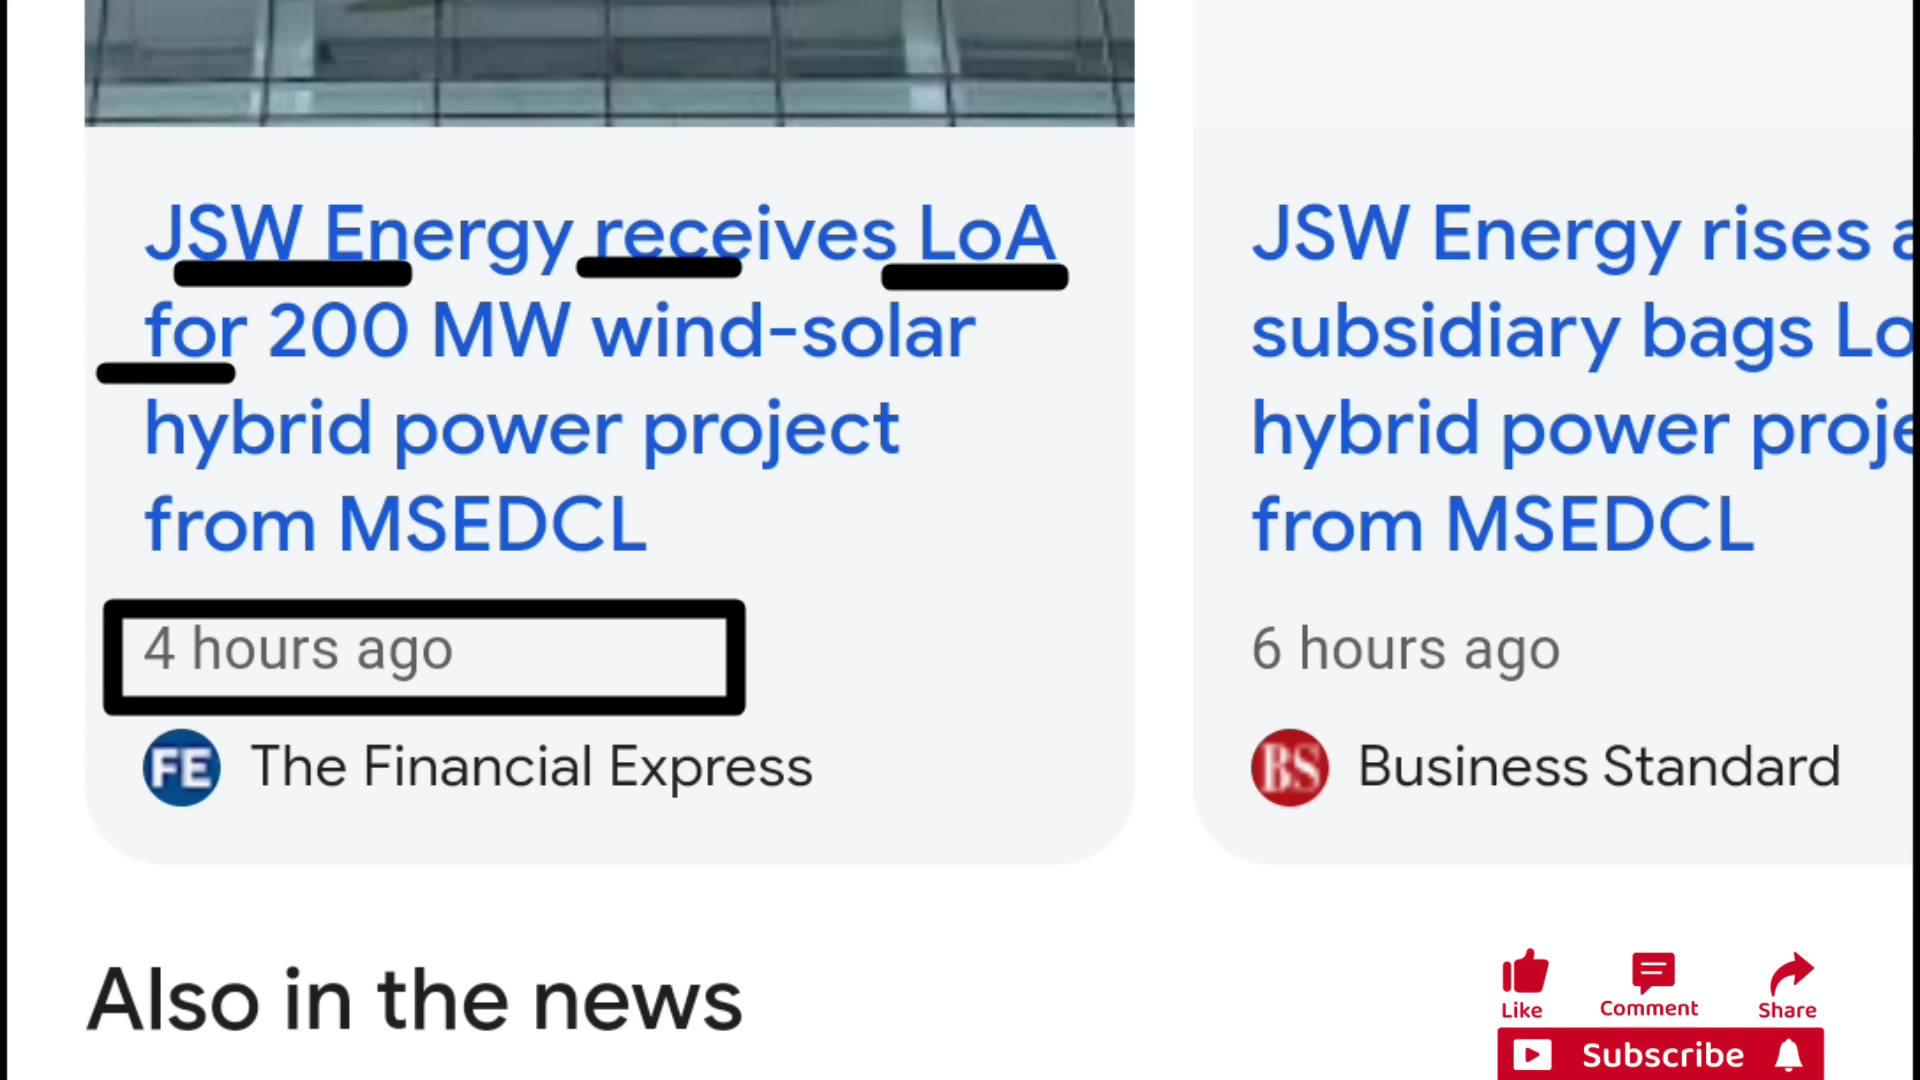 JSW Energy receives LoA
for 200 MW wind-solar
hybrid power project
from MSEDCL
4 hours ago
FE The Financial Express
JSW Energy rises
subsidiary bags
hybrid power
from MSEDCL
6 hours ago
BS Business Standard
Also in the news
Like Comment Share
Subscribe